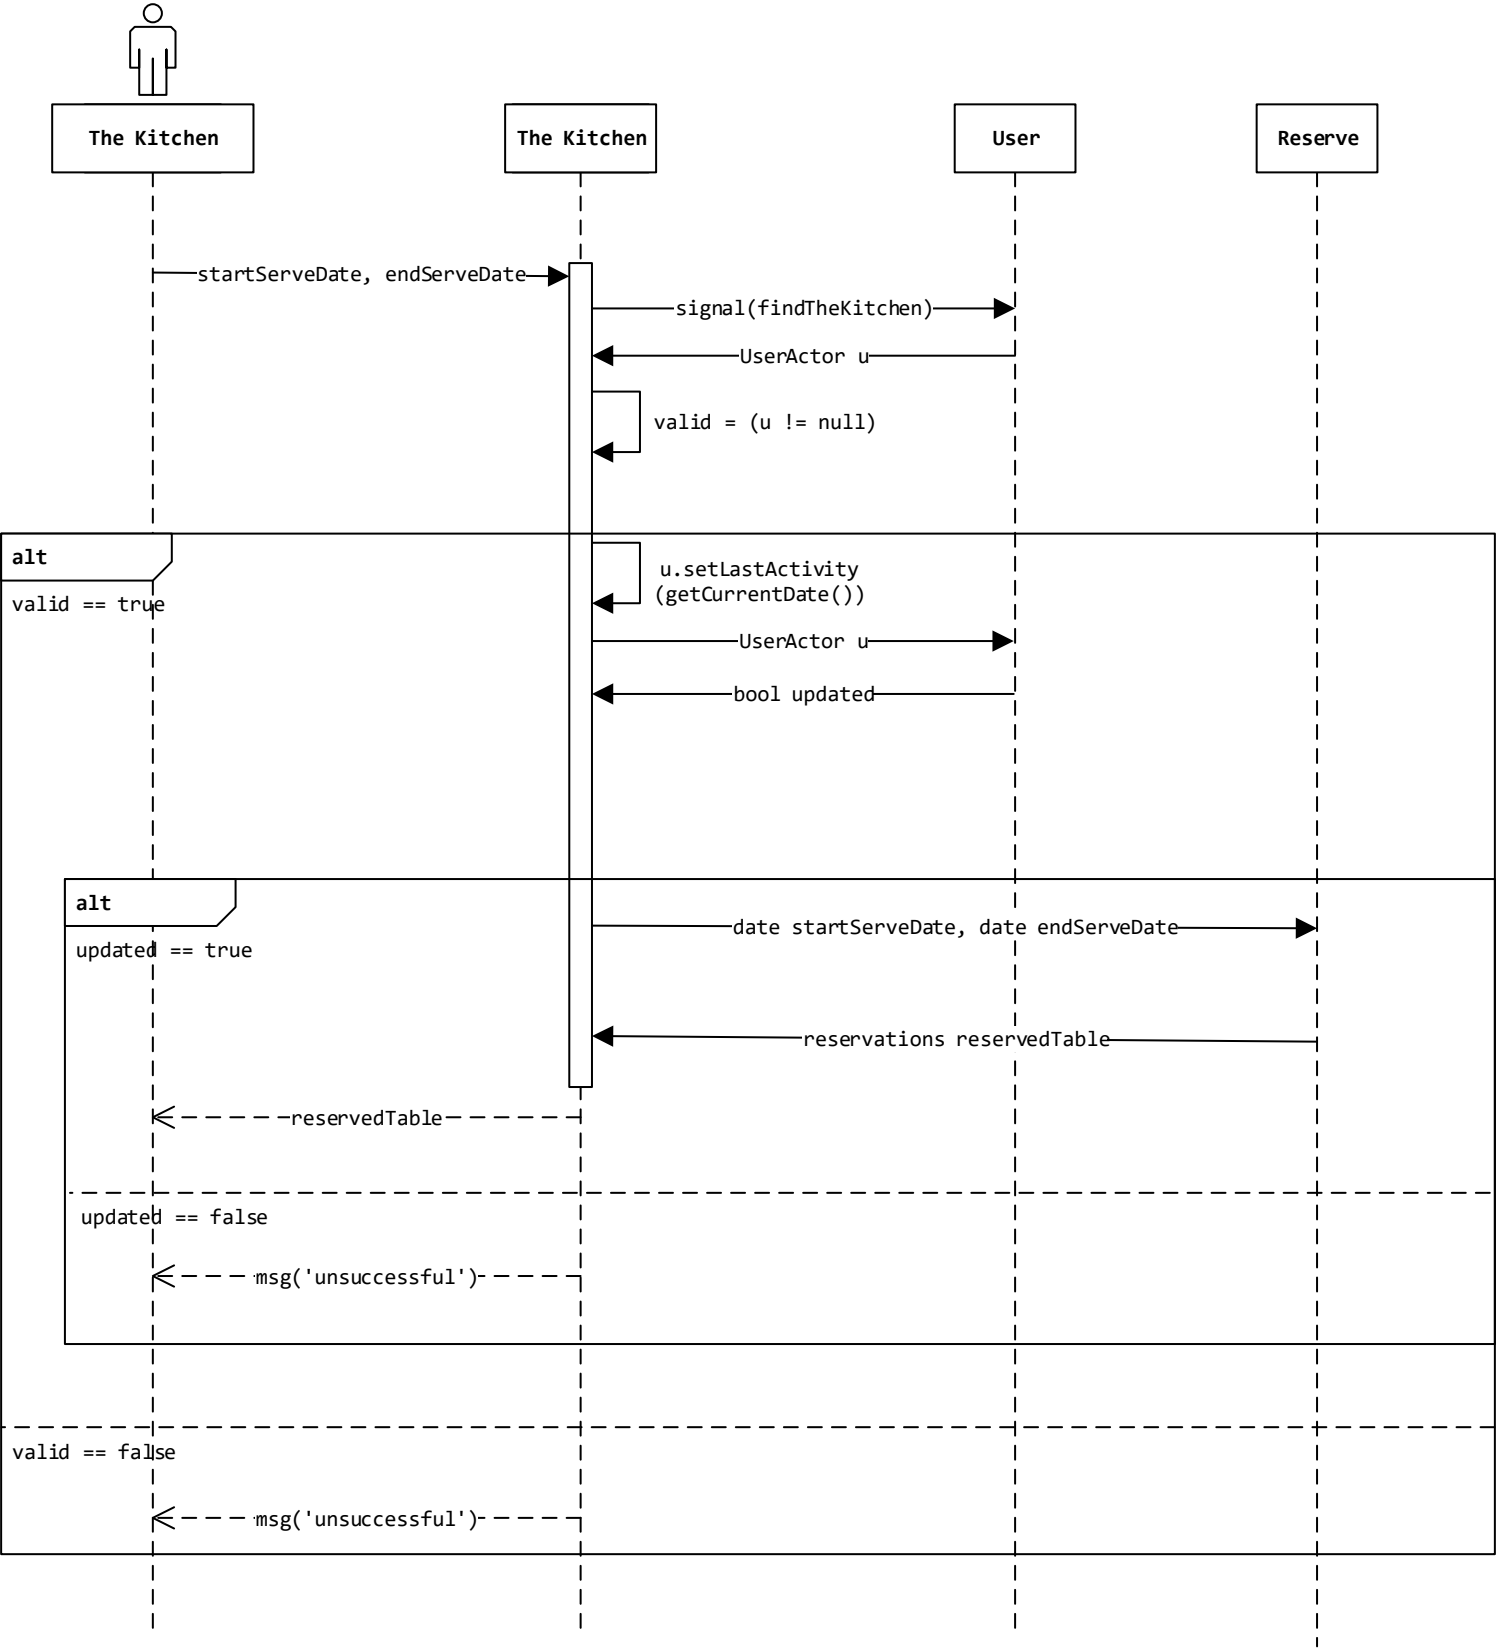 The Kitchen
The Kitchen
User
Reserve
startServeDate, endServeDate
signal(findTheKitchen)
UserActor u
valid = (u != null)
alt
valid == true
u.setLastActivity
(getCurrentDate())
UserActor u
bool updated
alt
updated == true
date startServeDate, date endServeDate
reservations reservedTable
reservedTable
updated == false
msg('unsuccessful')
valid == false
msg('unsuccessful')